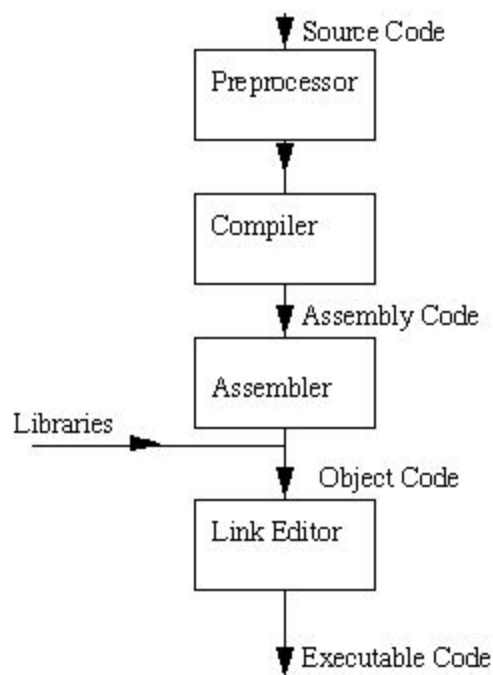 Source Code
Preprocessor
Compiler
Assembly Code
Assembler
Libraries
Object Code
Link Editor
Executable Code